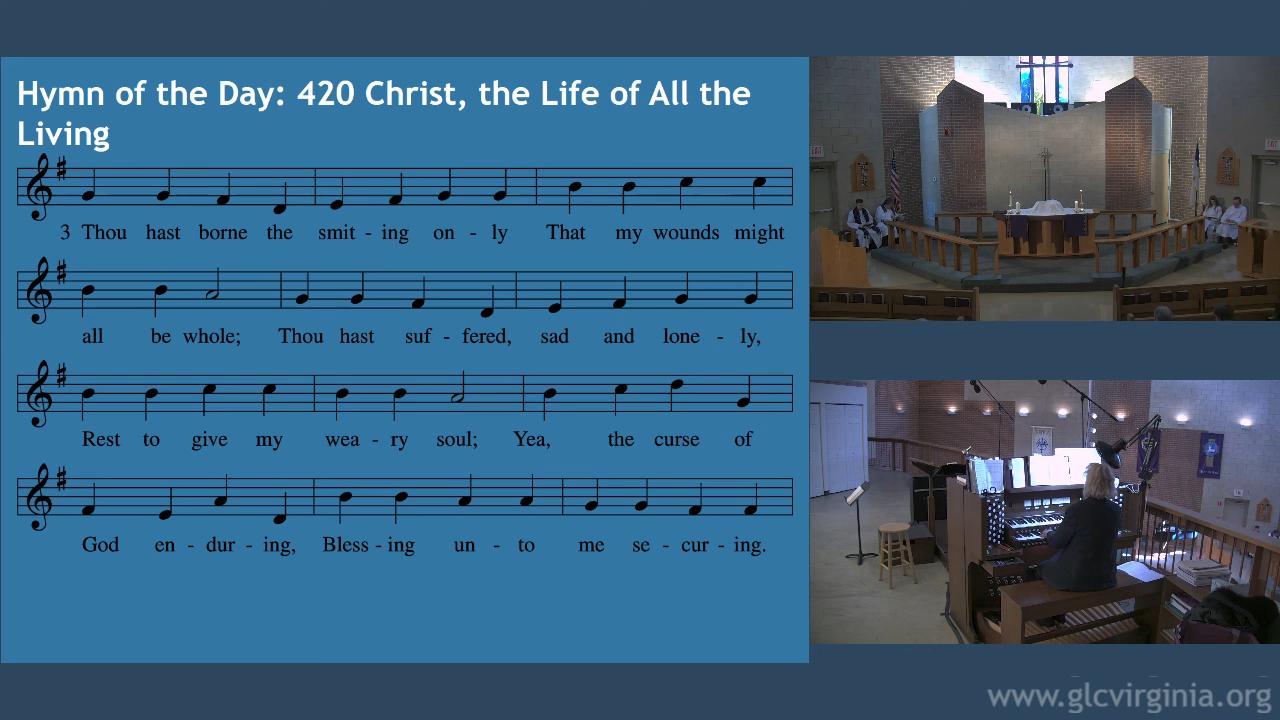 Hymn of the Day: 420 Christ, the Life of All the
Living
3 Thou hast borne the smit - ing on - ly That my wounds might
all be whole; Thou hast suf - fered, sad and lone - ly,
Rest to give my wea - ry soul; Yea, the curse of
God en - dur - ing, Bless - ing un - to me se - cur - ing.
www.glcvirginia.org